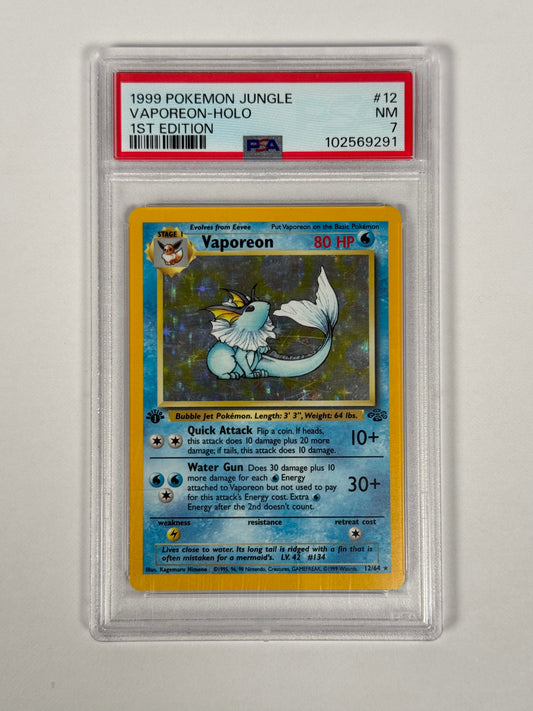 1999 POKEMON JUNGLE #12
VAPOREON-HOLO NM
1ST EDITION 7
PSA 102569291
Evolves from Eevee Put Vaporeon on the Basic Pokémon
STAGE 1
Vaporeon 80 HP
Bubble Jet Pokémon. Length: 3' 3", Weight: 64 lbs.
EDITION 1
Quick Attack Flip a coin. If heads,
this attack does 10 damage plus 20 more
damage; if tails, this attack does 10 damage.
10+
Water Gun Does 30 damage plus 10
more damage for each Energy
attached to Vaporeon but not used to pay
for this attack's Energy cost. Extra
Energy after the 2nd doesn't count.
30+
weakness resistance retreat cost
Lives close to water. Its long tail is ridged with a fin that is
often mistaken for a mermaid's. LV. 42 #134
Illus. Kagemaru Himeno ©1995, 96, 98 Nintendo, Creatures, GAMEFREAK. ©1999 Wizards. 12/64 ★